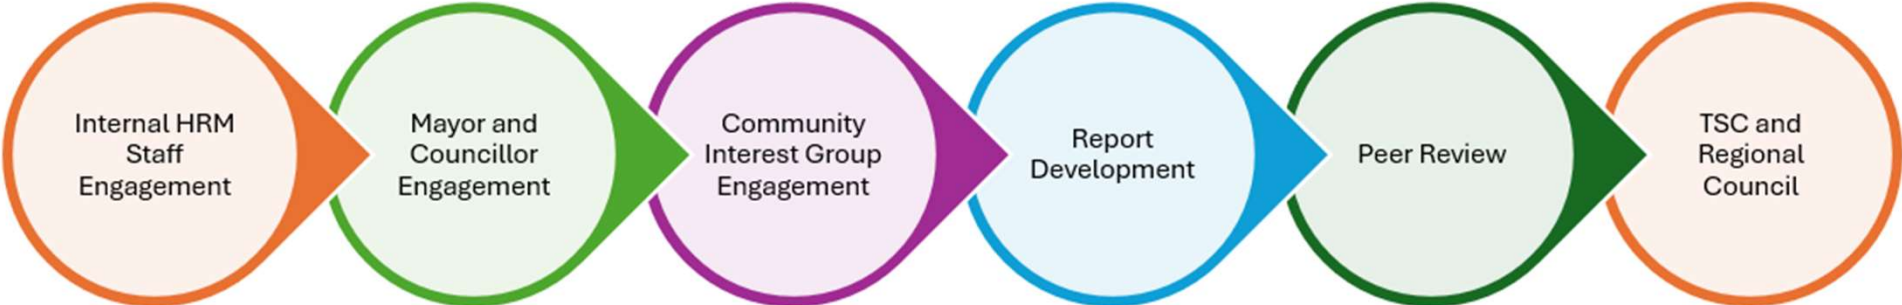 Internal HRM
Staff
Engagement
Mayor and
Councillor
Engagement
Community
Interest Group
Engagement
Report
Development
Peer Review
TSC and
Regional
Council